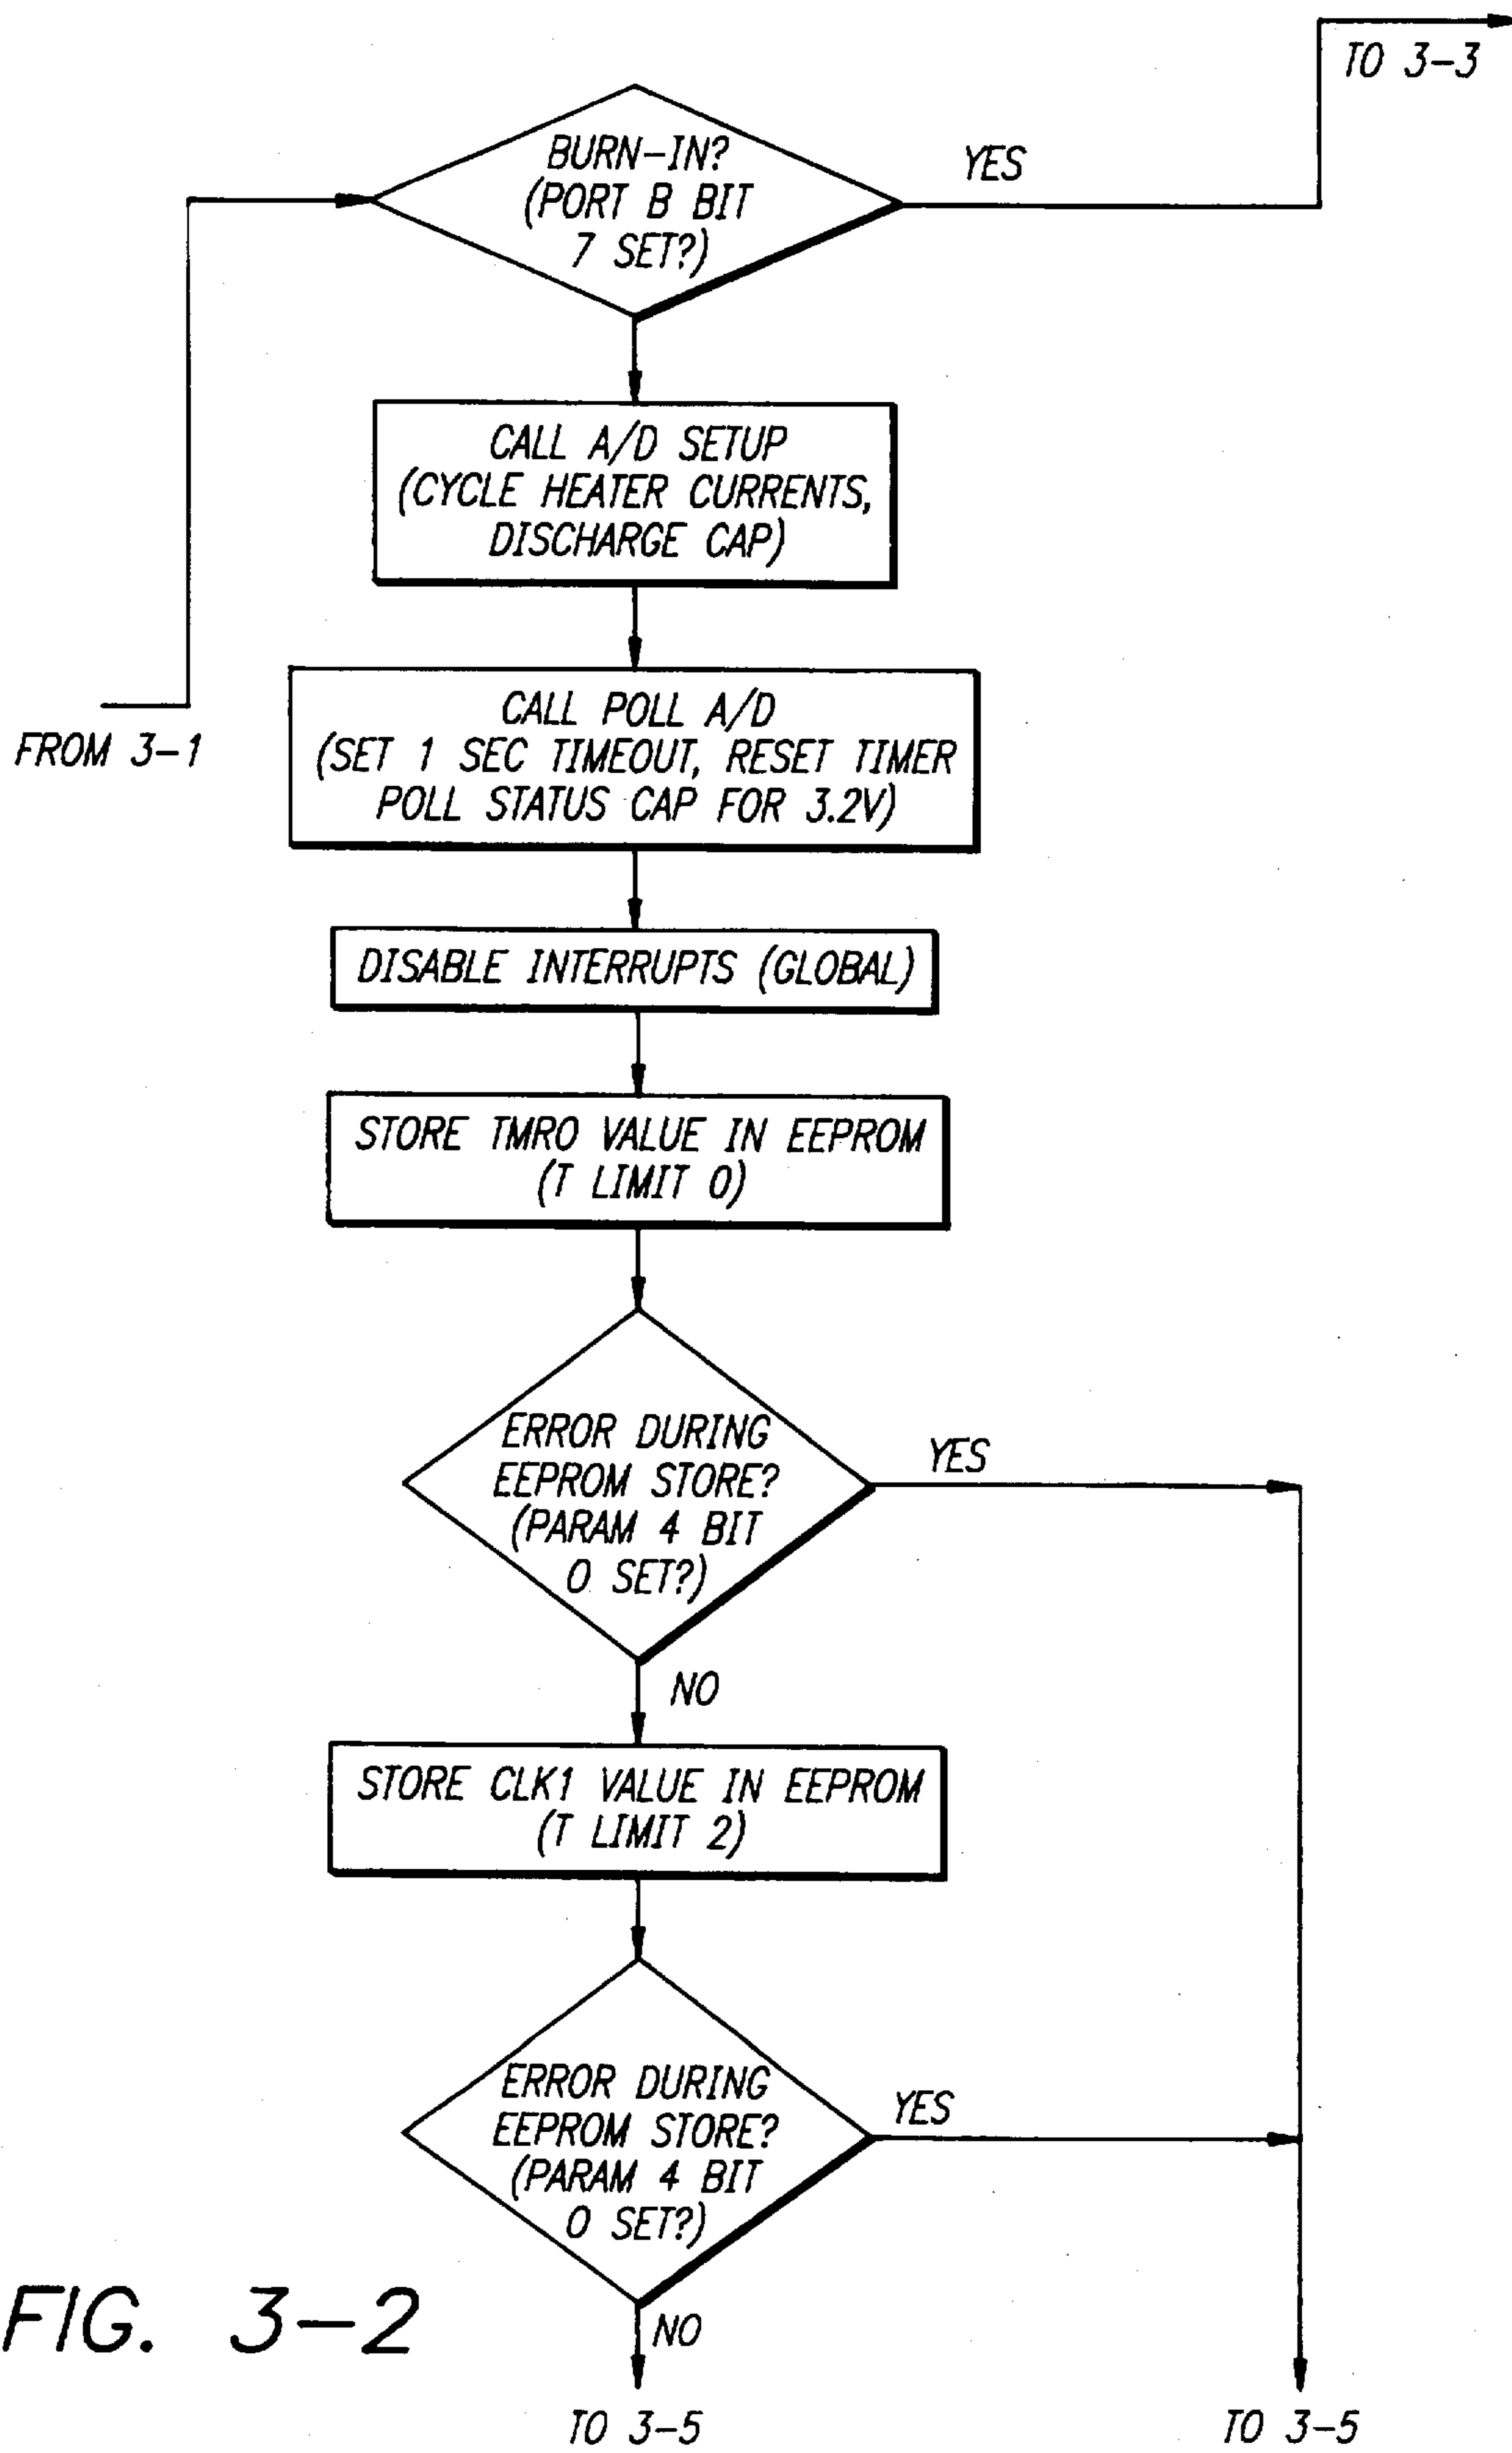 TO 3-3
BURN-IN?
(PORT B BIT
7 SET?)
YES
CALL A/D SETUP
(CYCLE HEATER CURRENTS,
DISCHARGE CAP)
FROM 3-1
CALL POLL A/D
(SET 1 SEC TIMEOUT, RESET TIMER
POLL STATUS CAP FOR 3.2V)
DISABLE INTERRUPTS (GLOBAL)
STORE TMRO VALUE IN EEPROM
(T LIMIT 0)
ERROR DURING
EEPROM STORE?
(PARAM 4 BIT
0 SET?)
YES
NO
STORE CLK1 VALUE IN EEPROM
(T LIMIT 2)
ERROR DURING
EEPROM STORE?
(PARAM 4 BIT
0 SET?)
YES
NO
FIG. 3-2
TO 3-5
TO 3-5